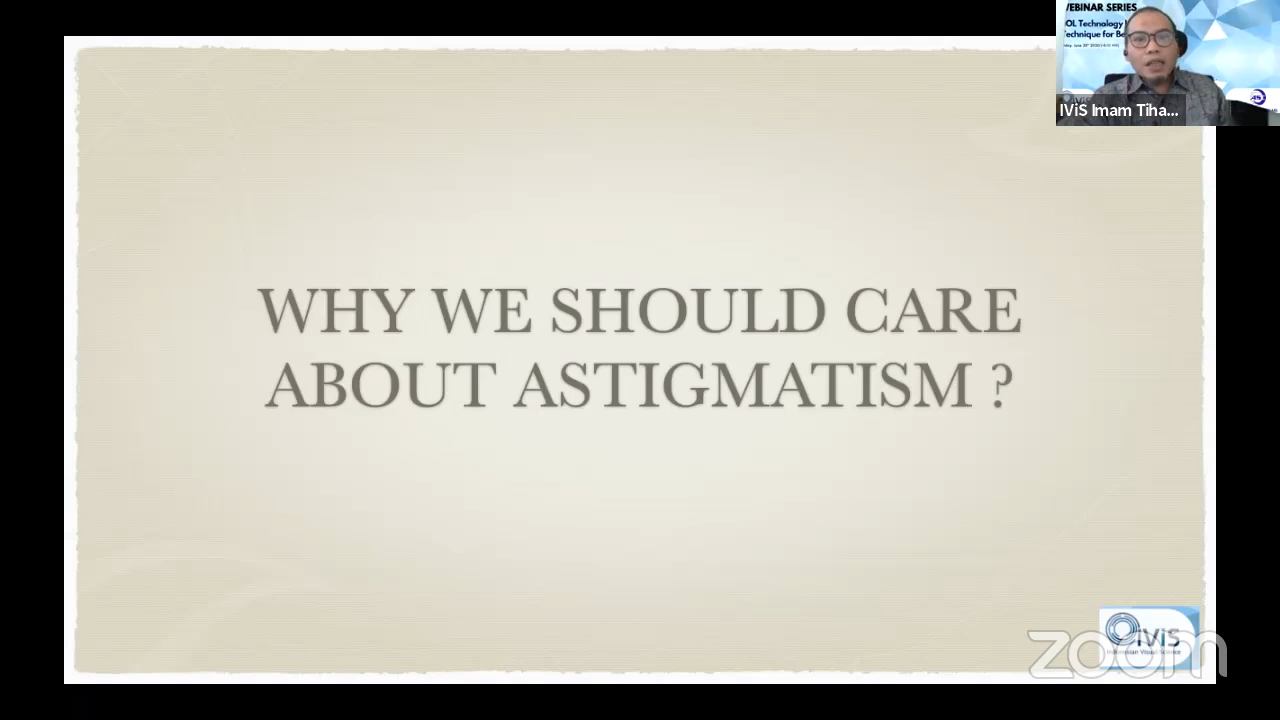 WEBINAR SERIES
IOL Technology
Technique for Be
IViS Imam Tiha...
WHY WE SHOULD CARE
ABOUT ASTIGMATISM ?
iViS
Indonesian Visual Science
zoom